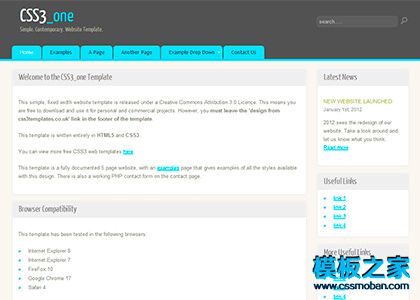 CSS3_one
Simple. Contemporary. Website Template.
search
Home
Examples
A Page
Another Page
Example Drop Down
Contact Us
Welcome to the CSS3_one Template
This simple, fixed width website template is released under a Creative Commons Attribution 3.0 Licence. This means you
are free to download and use it for personal and commercial projects. However, you must leave the 'design from
css3templates.co.uk' link in the footer of the template.
This template is written entirely in HTML5 and CSS3.
You can view more free CSS3 web templates here.
This template is a fully documented 5 page website, with an examples page that gives examples of all the styles available
with this design. There is also a working PHP contact form on the contact page.
Browser Compatibility
This template has been tested in the following browsers:
Internet Explorer 8
Internet Explorer 7
FireFox 10
Google Chrome 17
Safari 4
Latest News
NEW WEBSITE LAUNCHED
January 1st 2012
2012 sees the redesign of our
website. Take a look around and
let us know what you think.
Read more
Useful Links
link 1
link 2
link 3
link 4
More Useful Links
link 1
模板之家
www.cssmoban.com